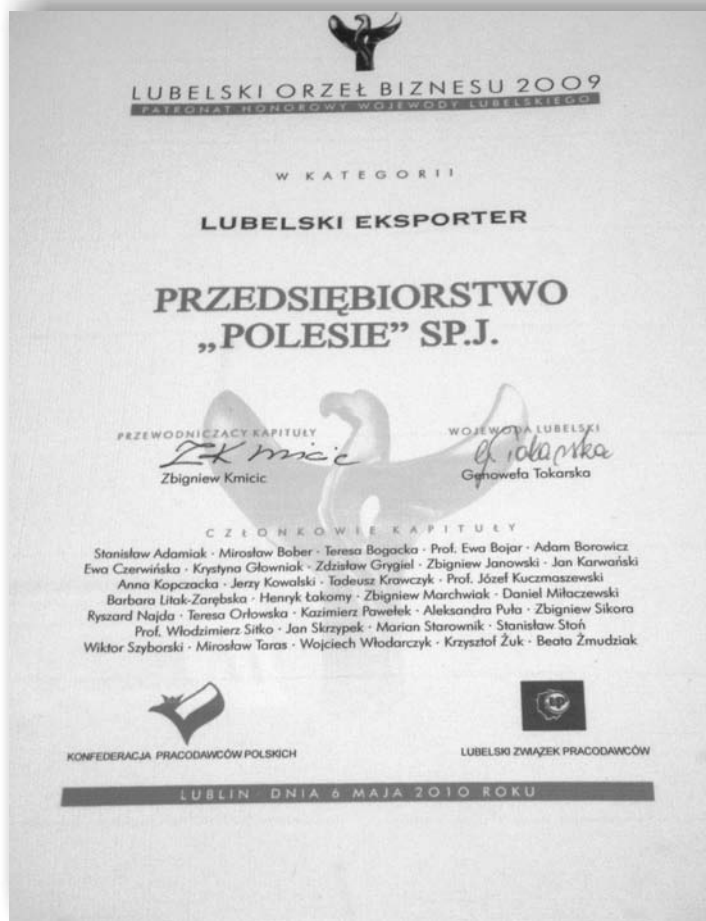 LUBELSKI ORZEŁ BIZNESU 2009
PATRONAT HONOROWY WOJEWODY LUBELSKIEGO
W KATEGORII
LUBELSKI EKSPORTER
PRZEDSIĘBIORSTWO
„POLESIE” SP.J.
PRZEWODNICZĄCY KAPITUŁY
ZKmicic
Zbigniew Kmicic
WOJEWODA LUBELSKI
G. Tokarska
Genowefa Tokarska
CZŁONKOWIE KAPITUŁY
Stanisław Adamiak · Mirosław Bober · Teresa Bogacka · Prof. Ewa Bojar · Adam Borowicz
Ewa Czerwińska · Krystyna Głowniak · Zdzisław Grygiel · Zbigniew Janowski · Jan Karwański
Anna Kopczacka · Jerzy Kowalski · Tadeusz Krawczyk · Prof. Józef Kuczmaszewski
Barbara Litak-Zarębska · Henryk Łakomy · Zbigniew Marchwiak · Daniel Miłaczewski
Ryszard Najda · Teresa Orłowska · Kazimierz Pawełek · Aleksandra Puła · Zbigniew Sikora
Prof. Włodzimierz Sitko · Jan Skrzypek · Marian Starownik · Stanisław Stoń
Wiktor Szyborski · Mirosław Taras · Wojciech Włodarczyk · Krzysztof Żuk · Beata Żmudziak
KONFEDERACJA PRACODAWCÓW POLSKICH
LUBELSKI ZWIĄZEK PRACODAWCÓW
LUBLIN DNIA 6 MAJA 2010 ROKU